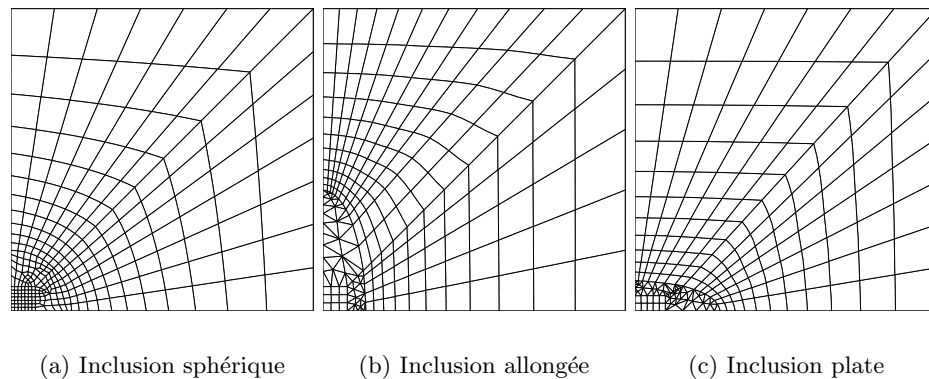 (a) Inclusion sphérique
(b) Inclusion allongée
(c) Inclusion plate